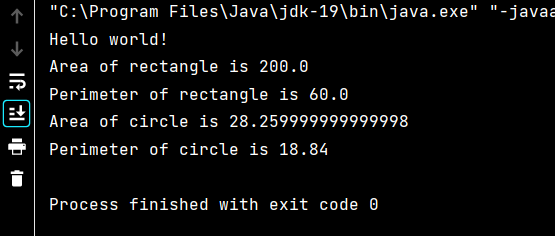 "C:\Program Files\Java\jdk-19\bin\java.exe" "-java
Hello world!
Area of rectangle is 200.0
Perimeter of rectangle is 60.0
Area of circle is 28.259999999999998
Perimeter of circle is 18.84
Process finished with exit code 0